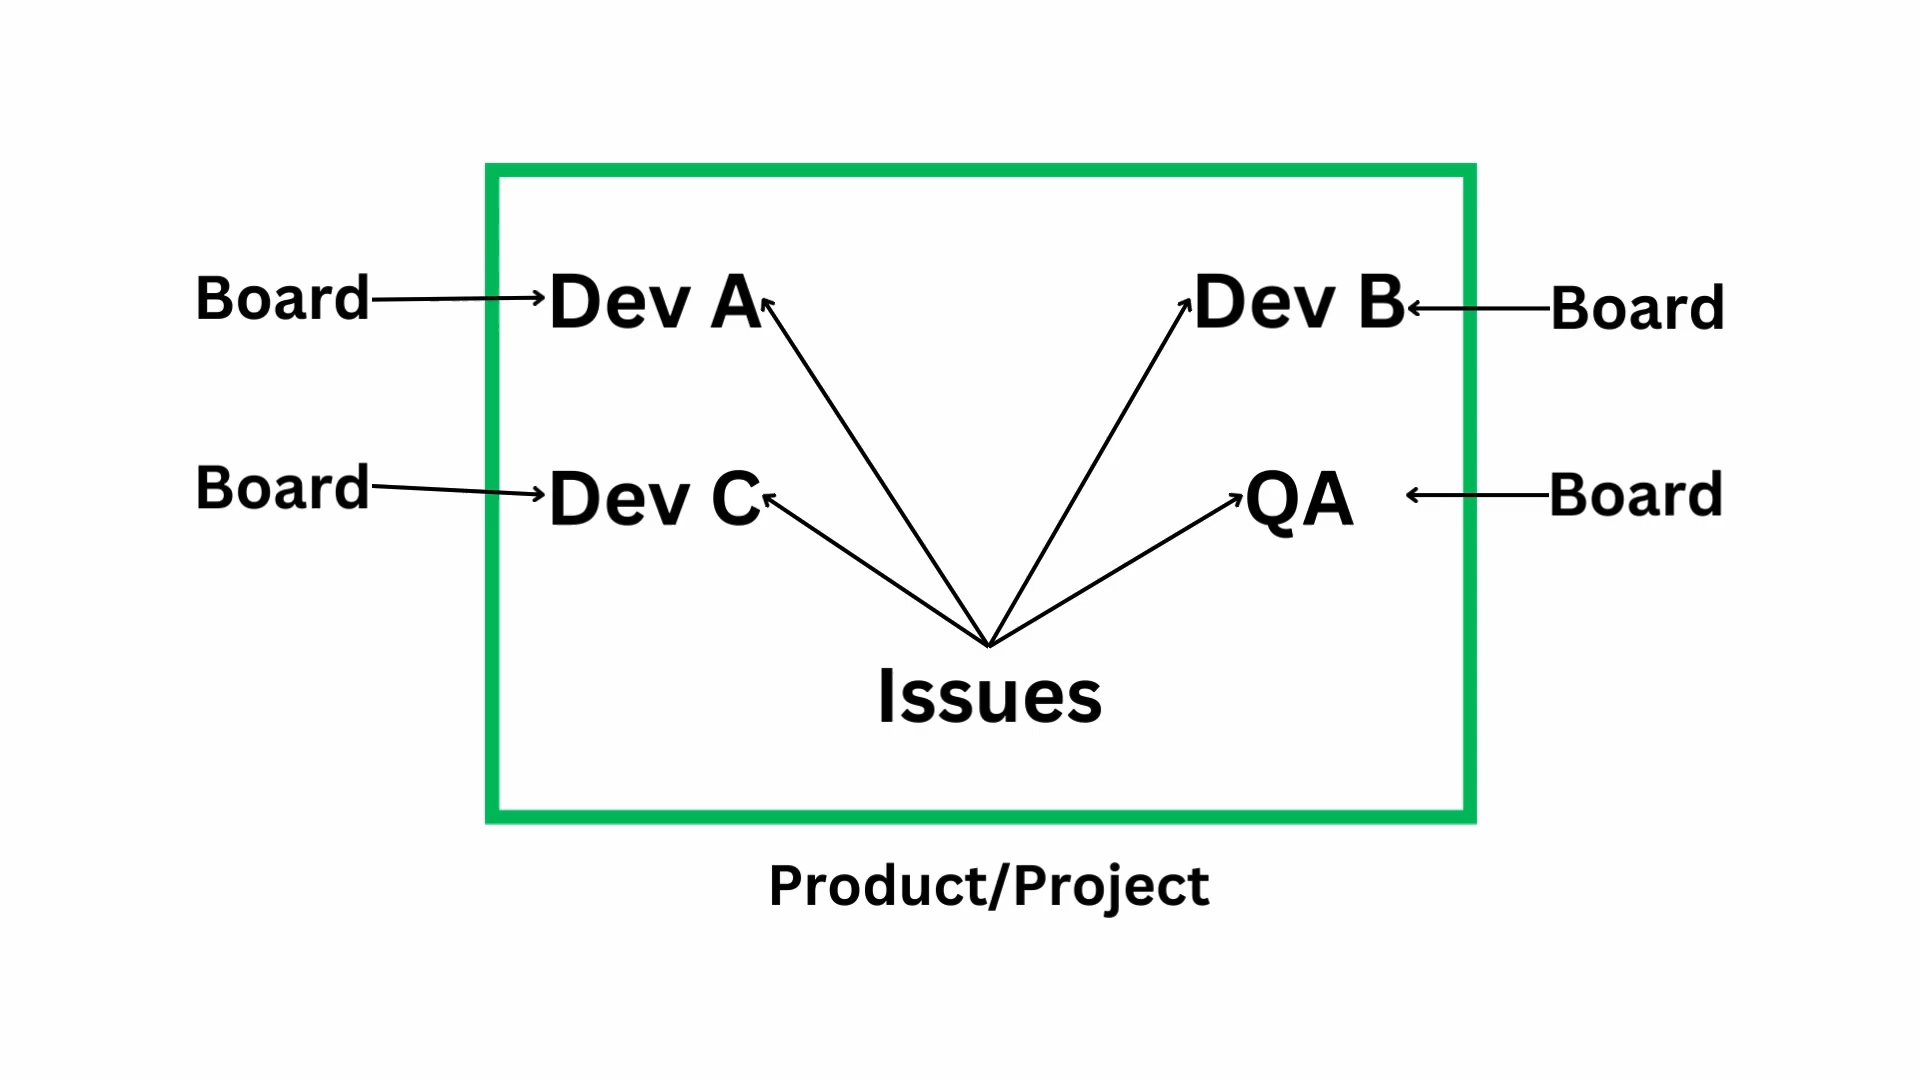 Board
Dev A
Dev B
Board
Board
Dev C
QA
Board
Issues
Product/Project